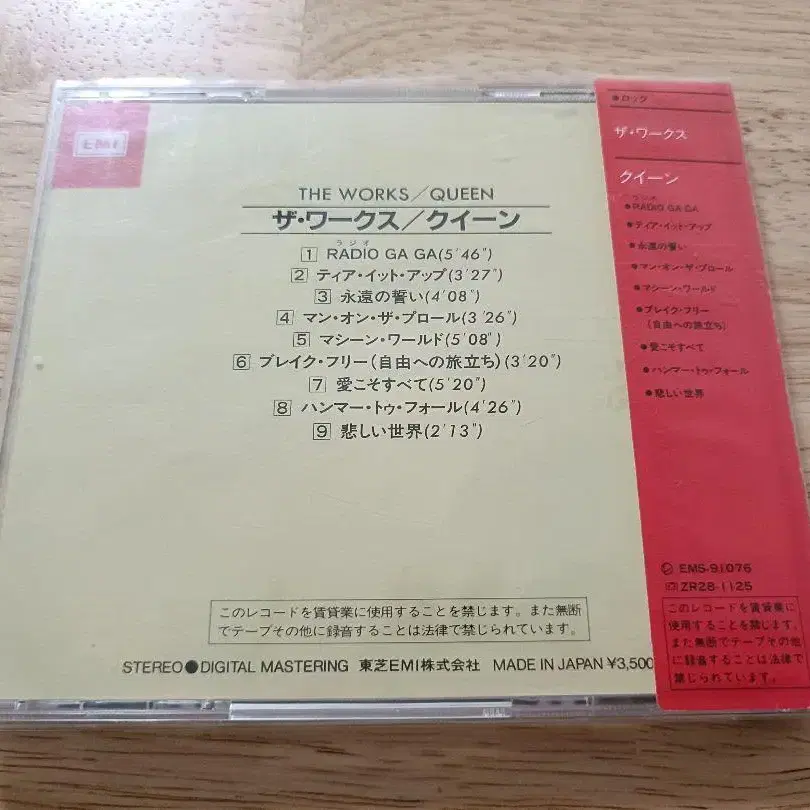 EMI
THE WORKS/QUEEN
ザ・ワークス/クイーン
ラジオ
1 RADIO GA GA(5'46")
2 ティア・イット・アップ(3'27")
3 永遠の誓い(4'08")
4 マン・オン・ザ・プロール(3'26")
5 マシーン・ワールド(5'08")
6 ブレイク・フリー(自由への旅立ち)(3'20")
7 愛こそすべて(5'20")
8 ハンマー・トゥ・フォール(4'26")
9 悲しい世界(2'13")
このレコードを賃貸業に使用することを禁じます。また無断
でテープその他に録音することは法律で禁じられています。
STEREO●DIGITAL MASTERING 東芝EMI株式会社 MADE IN JAPAN ¥3,500
●ロック
ザ・ワークス
クイーン
ラジオ
●RADIO GA GA
●ティア・イット・アップ
●永遠の誓い
●マン・オン・ザ・プロール
●マシーン・ワールド
●ブレイク・フリー
(自由への旅立ち)
●愛こそすべて
●ハンマー・トゥ・フォール
●悲しい世界
EMS-91076
ZR28-1125
このレコードを賃貸業に
使用することを禁じます。
また無断でテープその他
に録音することは法律で
禁じられています。